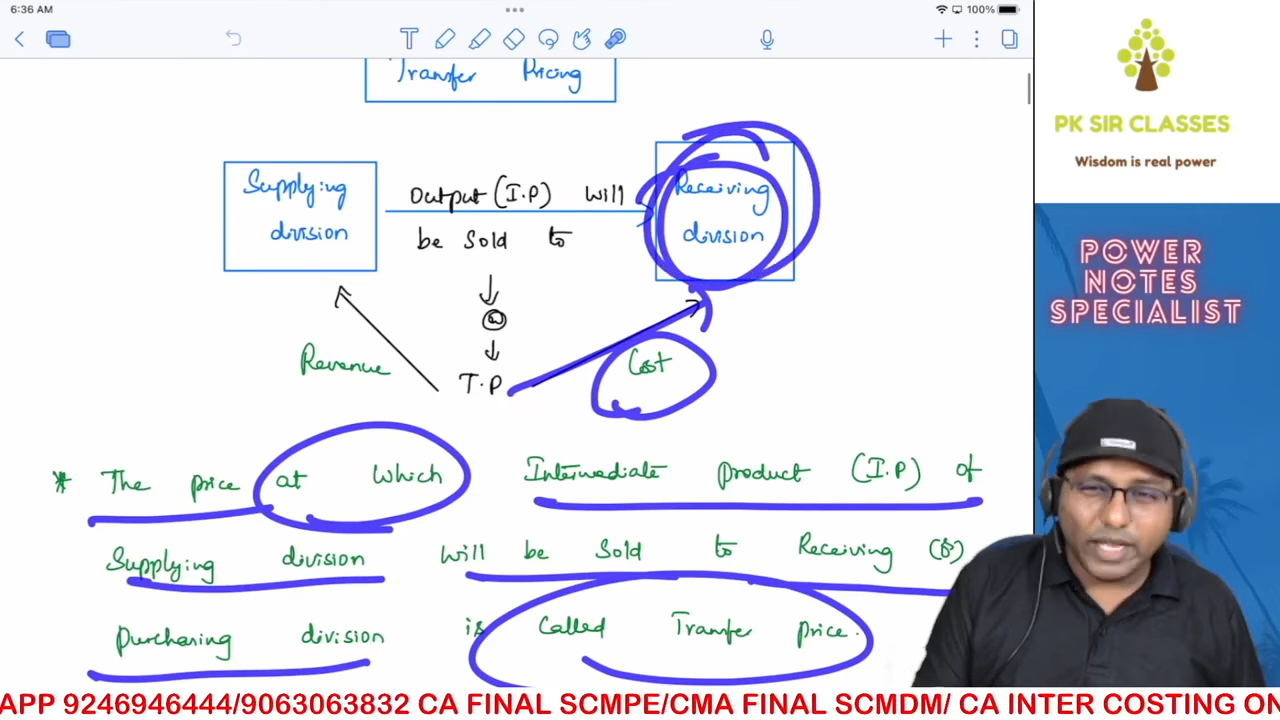 6:36 AM
100%
Transfer Pricing
PK SIR CLASSES
Wisdom is real power
Supplying division
Output (I.P) will be Sold to
Receiving division
@
T.P
Revenue
Cost
POWER
NOTES
SPECIALIST
* The price at which Intermediate product (I.P) of
Supplying division will be Sold to Receiving (or)
purchasing division is Called Transfer price.
APP 9246946444/9063063832 CA FINAL SCMPE/CMA FINAL SCMDM/ CA INTER COSTING ON